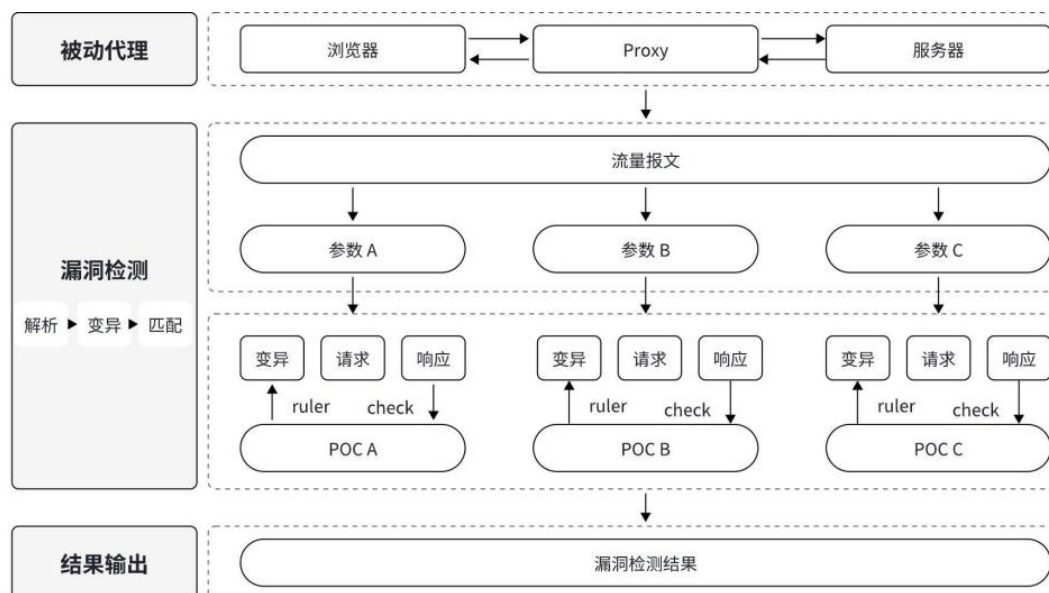 被动代理
浏览器 Proxy 服务器
漏洞检测
解析 变异 匹配
流量报文
参数 A 参数 B 参数 C
变异 请求 响应 变异 请求 响应 变异 请求 响应
ruler check ruler check ruler check
POC A POC B POC C
结果输出
漏洞检测结果